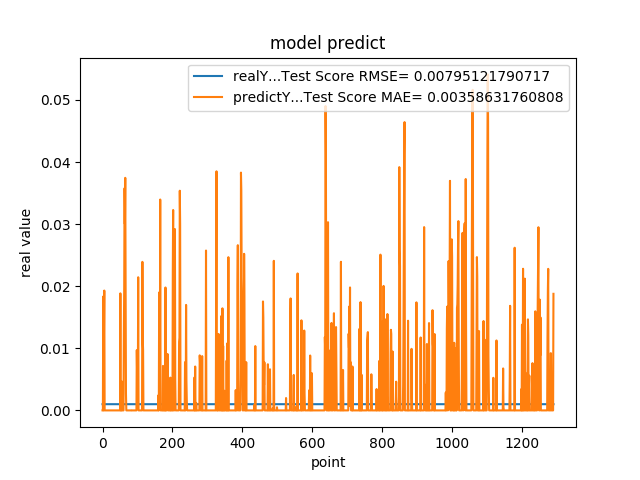 model predict
realY...Test Score RMSE= 0.00795121790717
predictY...Test Score MAE= 0.00358631760808
real value
0.05
0.04
0.03
0.02
0.01
0.00
0 200 400 600 800 1000 1200
point